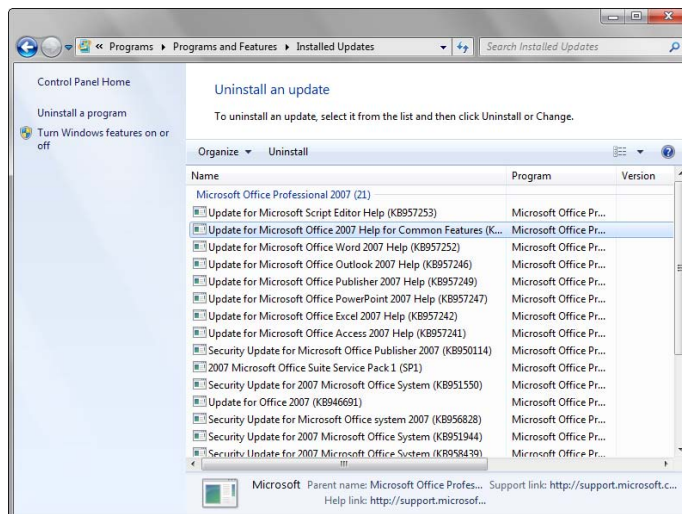 « Programs ▸ Programs and Features ▸ Installed Updates
Search Installed Updates
Control Panel Home
Uninstall a program
Turn Windows features on or
off
Uninstall an update
To uninstall an update, select it from the list and then click Uninstall or Change.
Organize Uninstall
Name Program Version
Microsoft Office Professional 2007 (21)
Update for Microsoft Script Editor Help (KB957253) Microsoft Office Pr...
Update for Microsoft Office 2007 Help for Common Features (K... Microsoft Office Pr...
Update for Microsoft Office Word 2007 Help (KB957252) Microsoft Office Pr...
Update for Microsoft Office Outlook 2007 Help (KB957246) Microsoft Office Pr...
Update for Microsoft Office Publisher 2007 Help (KB957249) Microsoft Office Pr...
Update for Microsoft Office PowerPoint 2007 Help (KB957247) Microsoft Office Pr...
Update for Microsoft Office Excel 2007 Help (KB957242) Microsoft Office Pr...
Update for Microsoft Office Access 2007 Help (KB957241) Microsoft Office Pr...
Security Update for Microsoft Office Publisher 2007 (KB950114) Microsoft Office Pr...
2007 Microsoft Office Suite Service Pack 1 (SP1) Microsoft Office Pr...
Security Update for 2007 Microsoft Office System (KB951550) Microsoft Office Pr...
Update for Office 2007 (KB946691) Microsoft Office Pr...
Security Update for Microsoft Office system 2007 (KB956828) Microsoft Office Pr...
Security Update for 2007 Microsoft Office System (KB951944) Microsoft Office Pr...
Security Update for 2007 Microsoft Office System (KB958439) Microsoft Office Pr...
Microsoft Parent name: Microsoft Office Profes... Support link: http://support.microsoft.c...
Help link: http://support.microsof...